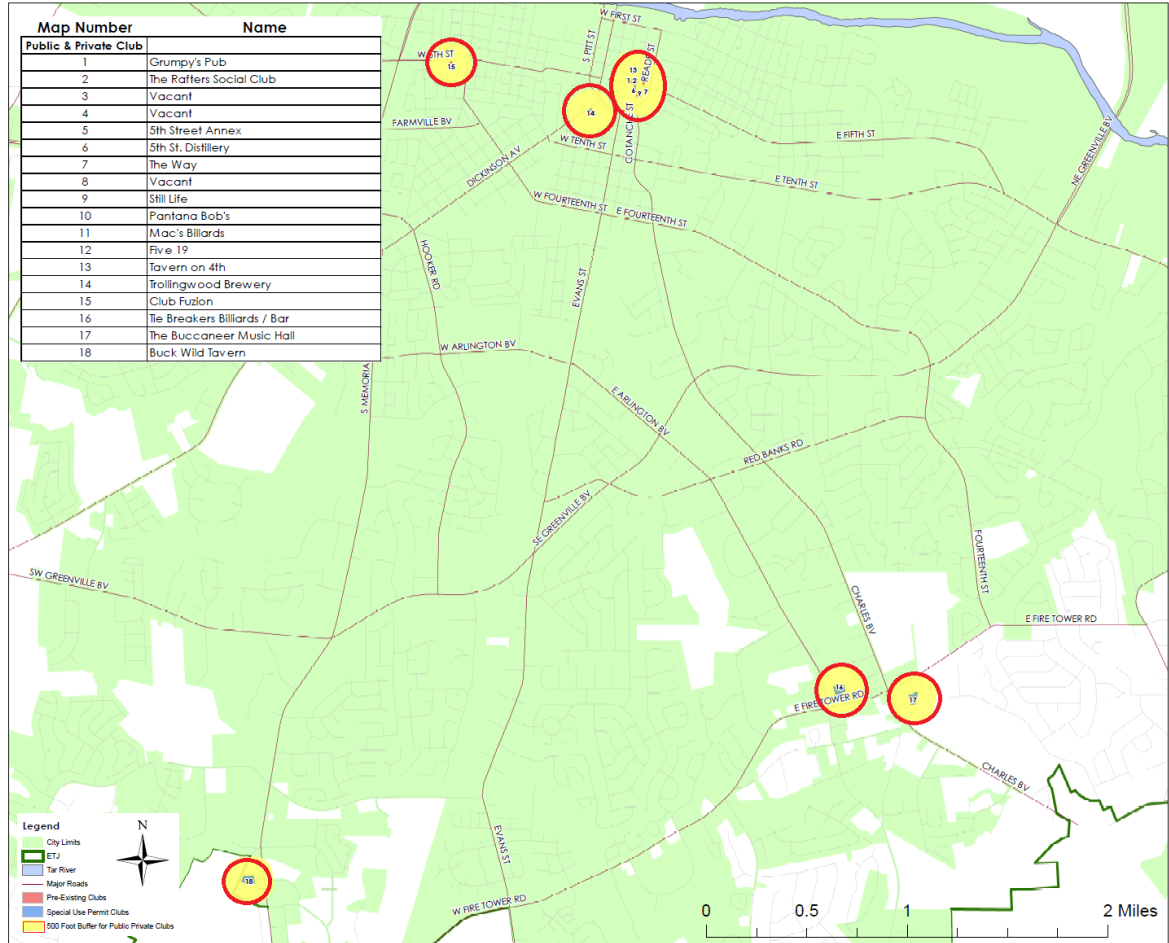 Map Number Name
Public & Private Club
1 Grumpy's Pub
2 The Rafters Social Club
3 Vacant
4 Vacant
5 5th Street Annex
6 5th St. Distillery
7 The Way
8 Vacant
9 Still Life
10 Pantana Bob's
11 Mac's Billards
12 Five 19
13 Tavern on 4th
14 Trollingwood Brewery
15 Club Fuzion
16 Tie Breakers Billiards / Bar
17 The Buccaneer Music Hall
18 Buck Wild Tavern
W FIRST ST
S PITT ST
READE ST
W 5TH ST
15
13
1 2
6 9 7
14
COTANCHE ST
FARMVILLE BV
DICKINSON AV
W TENTH ST
E FIFTH ST
E TENTH ST
NE GREENVILLE BV
W FOURTEENTH ST
E FOURTEENTH ST
HOOKER RD
EVANS ST
W ARLINGTON BV
S MEMORIA
E ARLINGTON BV
RED BANKS RD
SE GREENVILLE BV
SW GREENVILLE BV
FOURTEENTH ST
CHARLES BV
E FIRE TOWER RD
16
17
E FIRE TOWER RD
CHARLES BV
EVANS ST
18
W FIRE TOWER RD
Legend
City Limits
ETJ
Tar River
Major Roads
Pre-Existing Clubs
Special Use Permit Clubs
500 Foot Buffer for Public Private Clubs
N
0 0.5 1 2 Miles